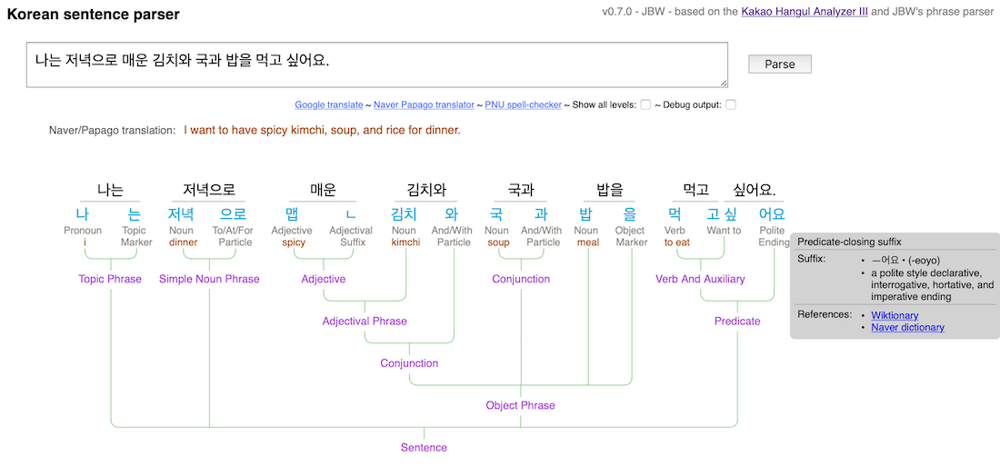 Korean sentence parser
v0.7.0 - JBW - based on the Kakao Hangul Analyzer III and JBW's phrase parser
나는 저녁으로 매운 김치와 국과 밥을 먹고 싶어요.
Parse
Google translate ~ Naver Papago translator ~ PNU spell-checker ~ Show all levels: ~ Debug output:
Naver/Papago translation: I want to have spicy kimchi, soup, and rice for dinner.
나는 저녁으로 매운 김치와 국과 밥을 먹고 싶어요.
나 는 저녁 으로 맵 ㄴ 김치 와 국 과 밥 을 먹 고 싶 어요
Pronoun Topic Noun To/At/For Adjective Adjectival Noun And/With Noun And/With Noun Object Verb Want to Polite
i Marker dinner Particle spicy Suffix kimchi Particle soup Particle meal Marker to eat Ending
Predicate-closing suffix
Suffix: • ㅡ어요 • (-eoyo)
• a polite style declarative,
interrogative, hortative, and
imperative ending
References: • Wiktionary
• Naver dictionary
Topic Phrase Simple Noun Phrase Adjective Conjunction Verb And Auxiliary
Adjectival Phrase Predicate
Conjunction
Object Phrase
Sentence